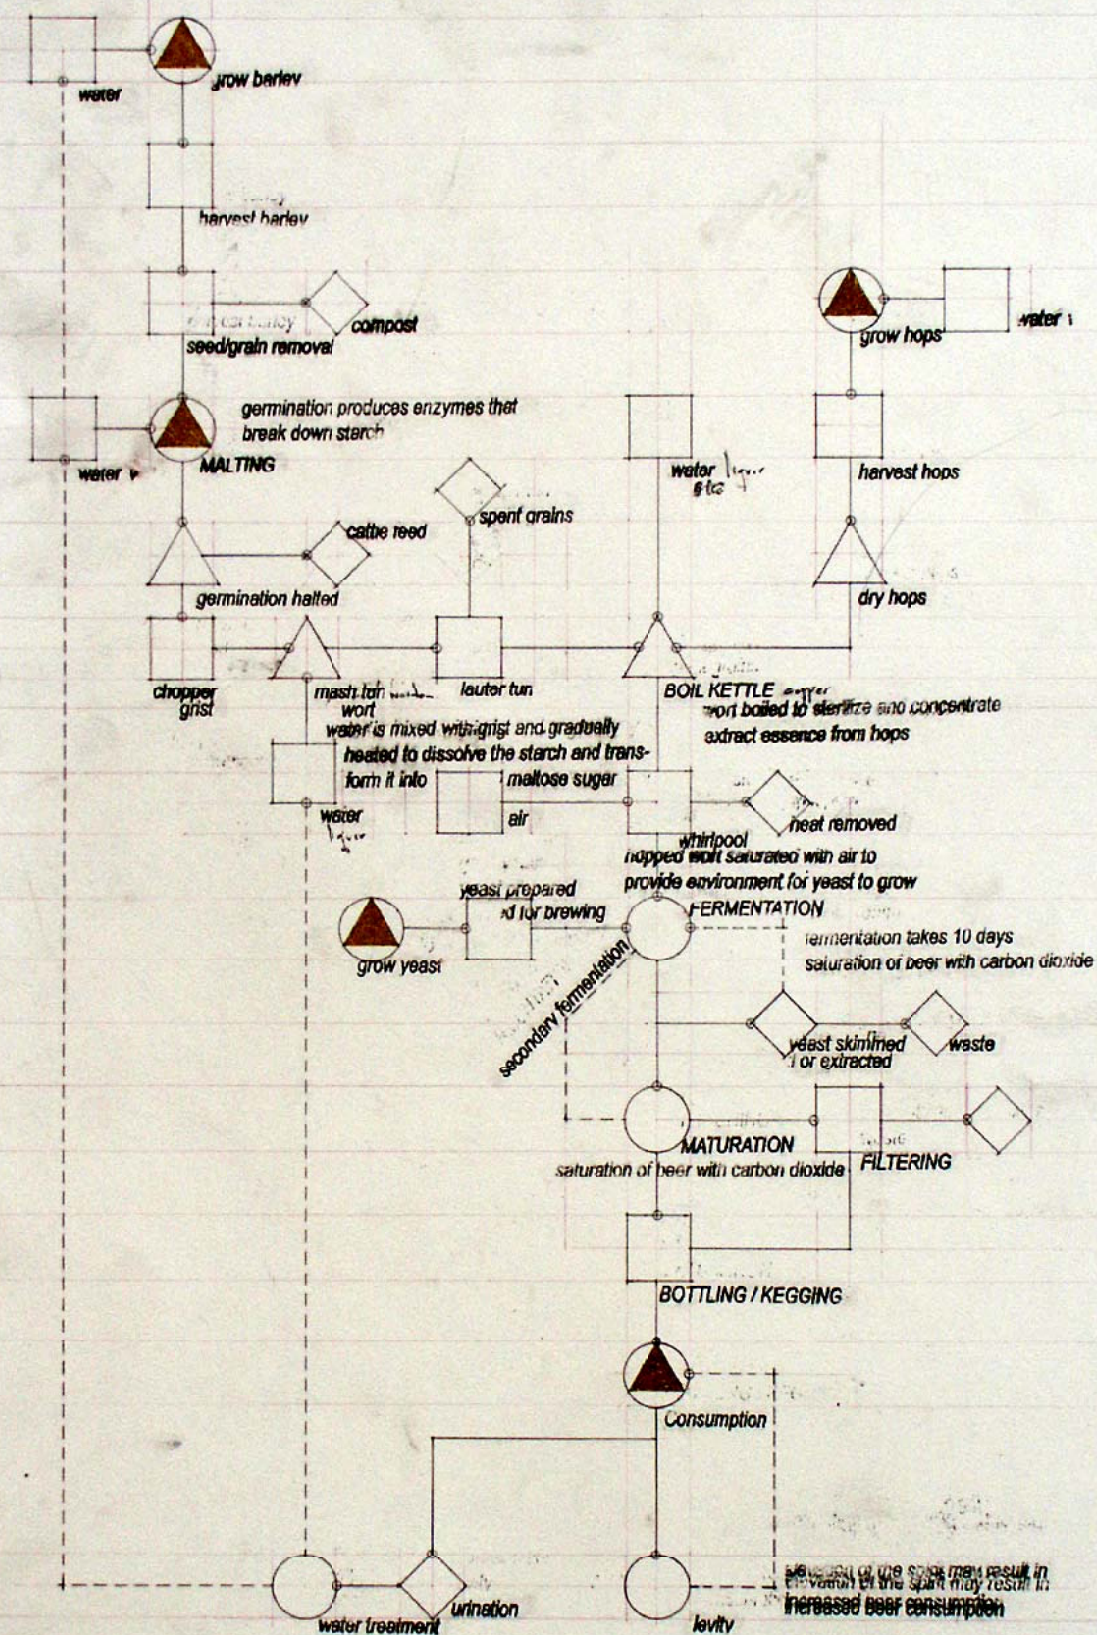 grow barley
water
harvest barley
compost
seed/grain removal
grow hops
water
germination produces enzymes that
break down starch
MALTING
water
water
harvest hops
spent grains
cattle feed
germination halted
dry hops
chopper
grist
mash tun
wort
lauter tun
BOIL KETTLE
wort boiled to sterilize and concentrate
extract essence from hops
water is mixed with grist and gradually
heated to dissolve the starch and trans-
form it into maltose sugar
water
liquor
air
whirlpool
heat removed
hopped wort saturated with air to
provide environment for yeast to grow
yeast prepared
for brewing
FERMENTATION
grow yeast
fermentation takes 10 days
saturation of beer with carbon dioxide
secondary fermentation
yeast skimmed
or extracted
waste
MATURATION
saturation of beer with carbon dioxide
FILTERING
BOTTLING / KEGGING
Consumption
elevation of the spirit may result in
increased beer consumption
urination
water treatment
levity